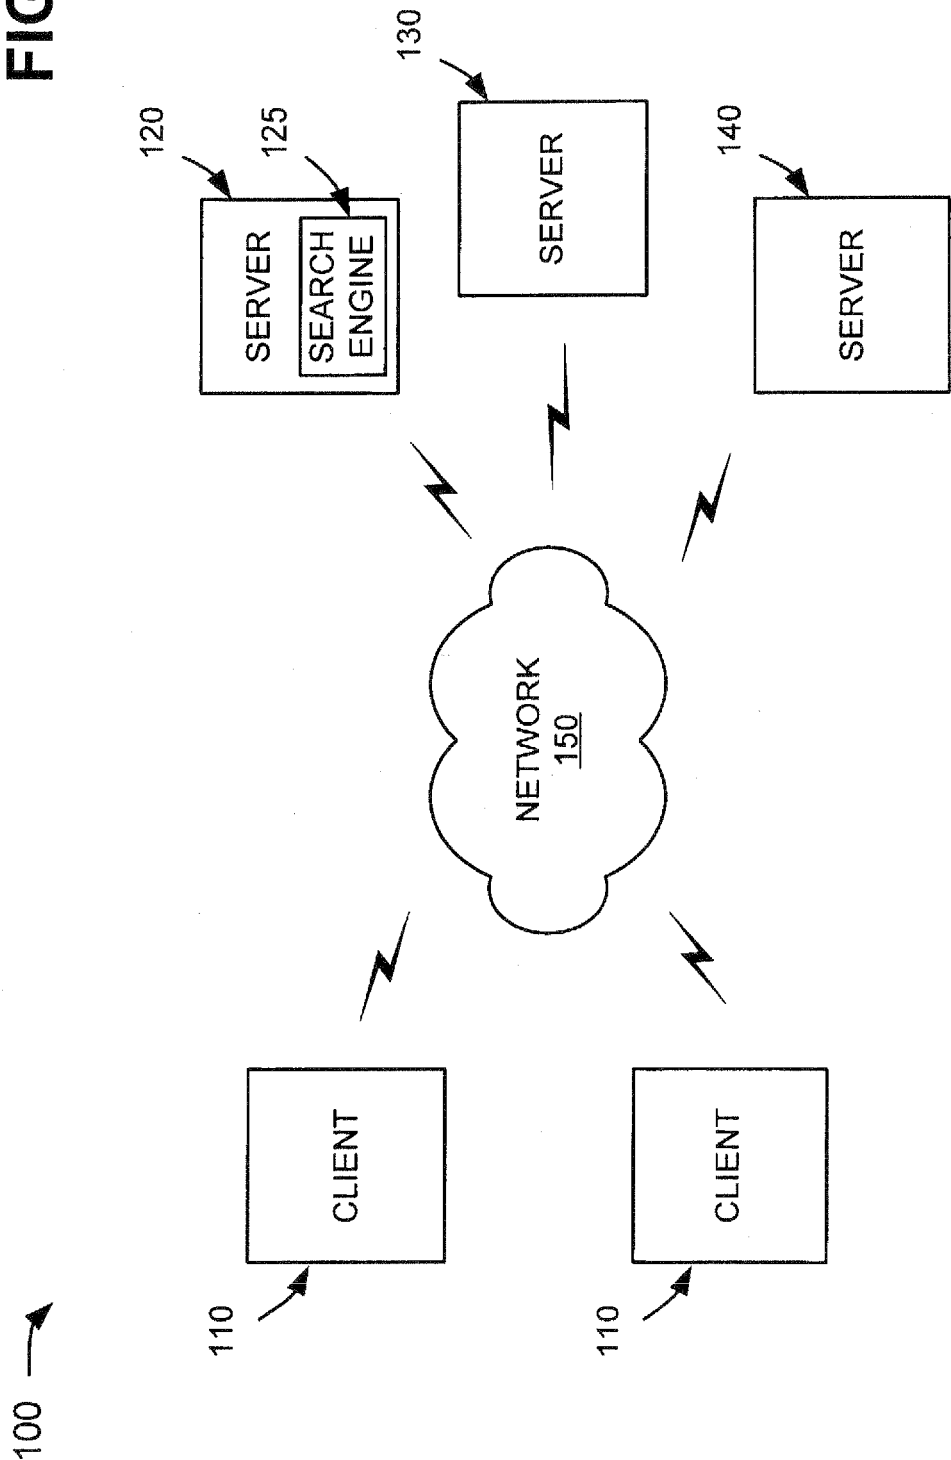 FIG
100
110
CLIENT
110
CLIENT
NETWORK
150
120
SERVER
125
SEARCH
ENGINE
130
SERVER
140
SERVER